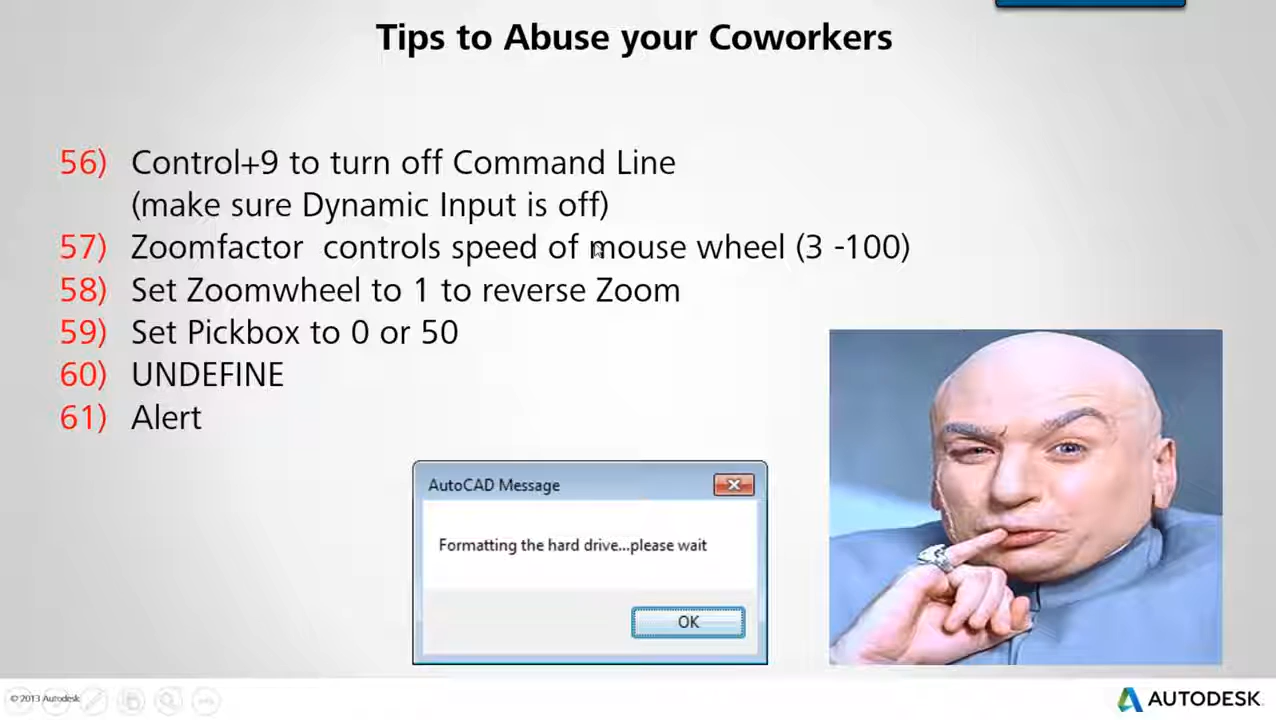 Tips to Abuse your Coworkers
56) Control+9 to turn off Command Line
(make sure Dynamic Input is off)
57) Zoomfactor controls speed of mouse wheel (3 -100)
58) Set Zoomwheel to 1 to reverse Zoom
59) Set Pickbox to 0 or 50
60) UNDEFINE
61) Alert
AutoCAD Message
Formatting the hard drive...please wait
OK
© 2013 Autodesk
AUTODESK.